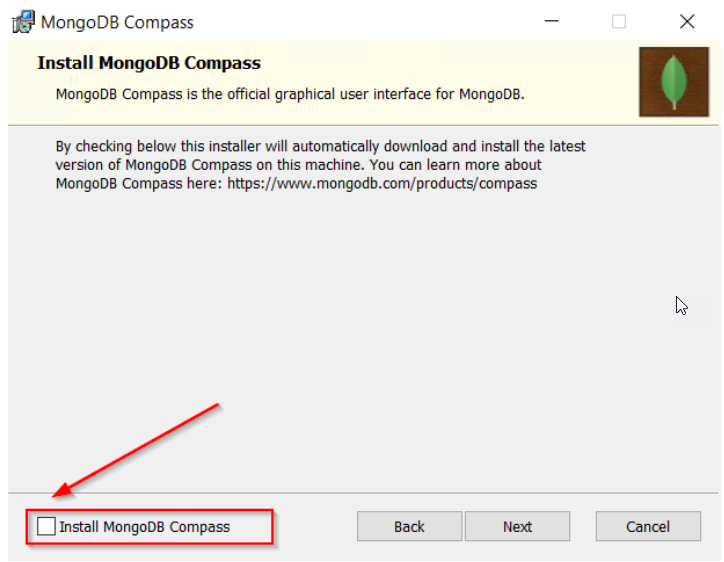 MongoDB Compass
Install MongoDB Compass
MongoDB Compass is the official graphical user interface for MongoDB.
By checking below this installer will automatically download and install the latest
version of MongoDB Compass on this machine. You can learn more about
MongoDB Compass here: https://www.mongodb.com/products/compass
Install MongoDB Compass
Back
Next
Cancel